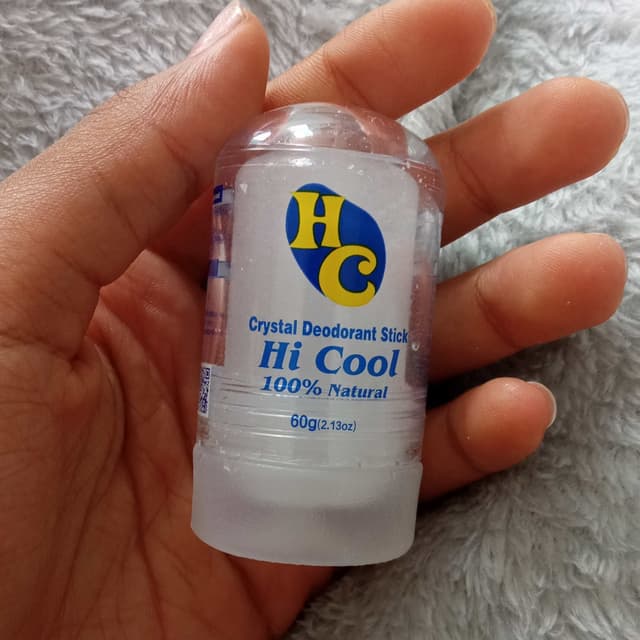 HC
Crystal Deodorant Stick
Hi Cool
100% Natural
60g(2.13oz)